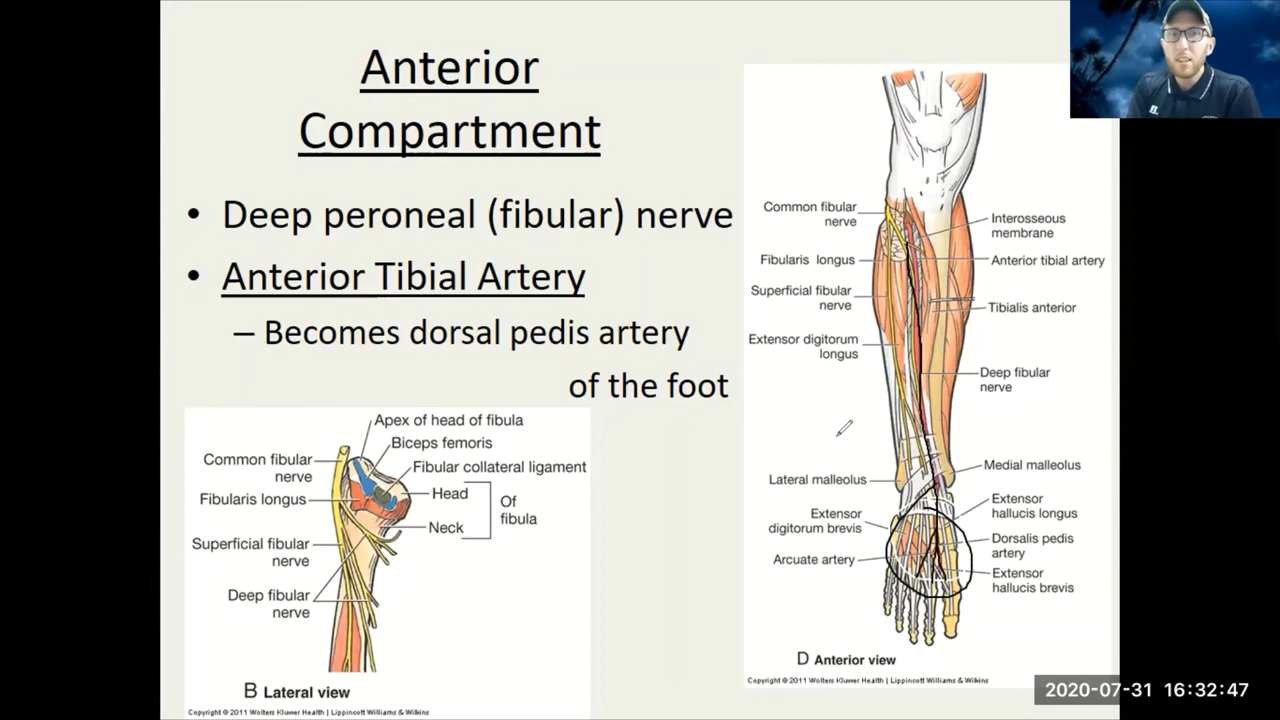 Anterior
Compartment
• Deep peroneal (fibular) nerve
• Anterior Tibial Artery
– Becomes dorsal pedis artery
of the foot
Apex of head of fibula
Biceps femoris
Common fibular
nerve
Fibular collateral ligament
Fibularis longus
Head
Of
fibula
Neck
Superficial fibular
nerve
Deep fibular
nerve
B Lateral view
Copyright © 2011 Wolters Kluwer Health | Lippincott Williams & Wilkins
Common fibular
nerve
Interosseous
membrane
Fibularis longus
Anterior tibial artery
Superficial fibular
nerve
Tibialis anterior
Extensor digitorum
longus
Deep fibular
nerve
Lateral malleolus
Medial malleolus
Extensor
digitorum brevis
Extensor
hallucis longus
Dorsalis pedis
artery
Arcuate artery
Extensor
hallucis brevis
D Anterior view
Copyright © 2011 Wolters Kluwer Health | Lippincott Williams & Wilkins
2020-07-31 16:32:47